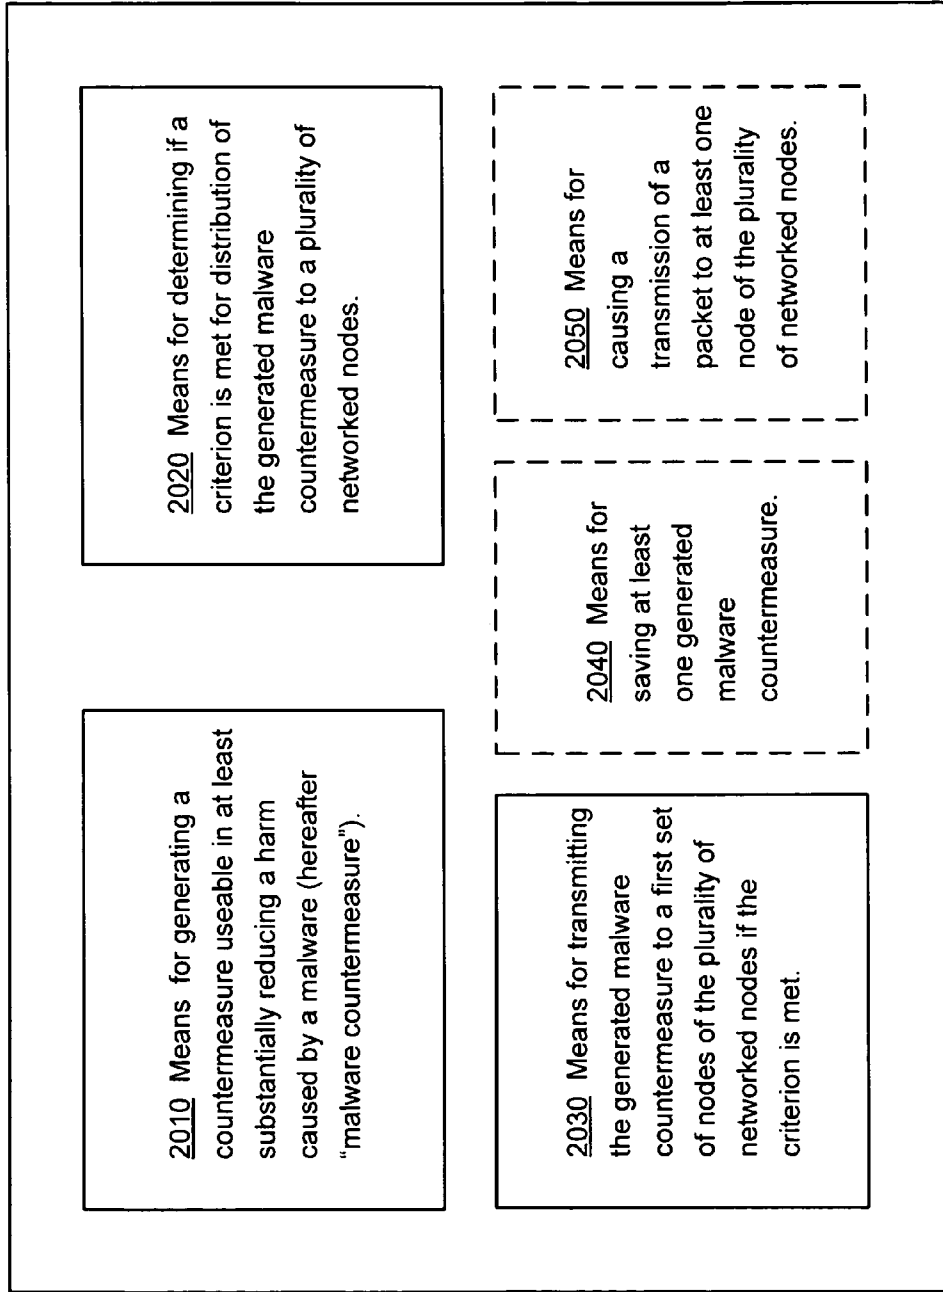 2010 Means for generating a
countermeasure useable in at least
substantially reducing a harm
caused by a malware (hereafter
“malware countermeasure”).
2020 Means for determining if a
criterion is met for distribution of
the generated malware
countermeasure to a plurality of
networked nodes.
2030 Means for transmitting
the generated malware
countermeasure to a first set
of nodes of the plurality of
networked nodes if the
criterion is met.
2040 Means for
saving at least
one generated
malware
countermeasure.
2050 Means for
causing a
transmission of a
packet to at least one
node of the plurality
of networked nodes.